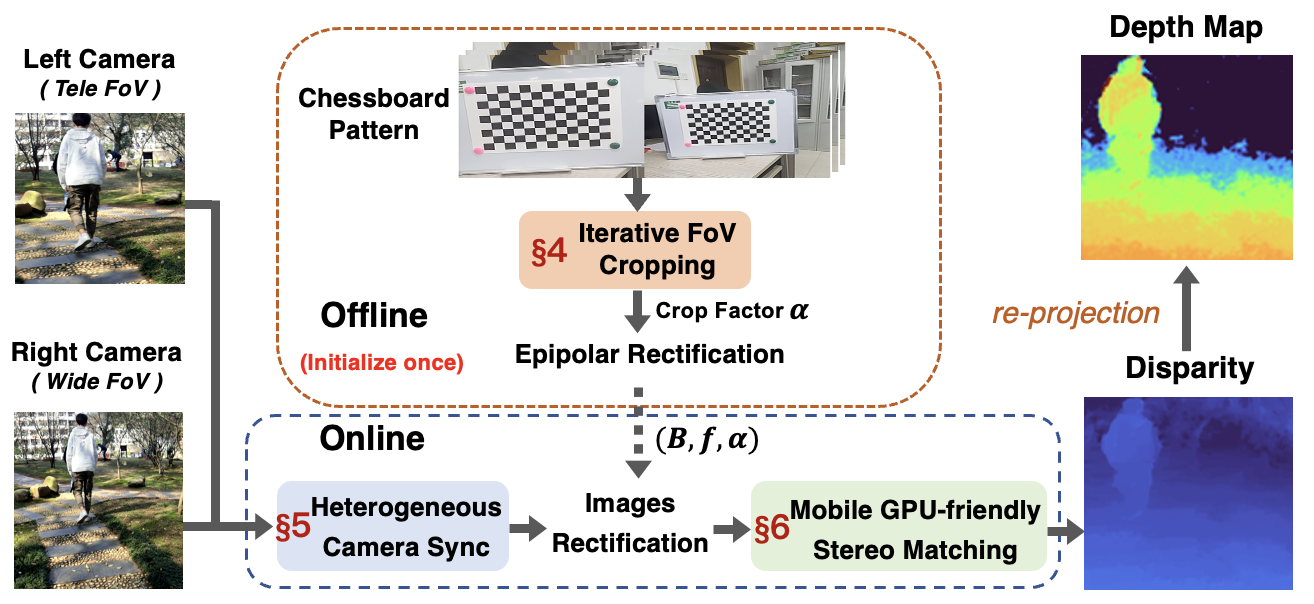 Left Camera
( Tele FoV )
Right Camera
( Wide FoV )
Chessboard
Pattern
§4 Iterative FoV
Cropping
Crop Factor α
Offline
(Initialize once)
Epipolar Rectification
Online
(B, f, α)
§5 Heterogeneous
Camera Sync
Images
Rectification
§6 Mobile GPU-friendly
Stereo Matching
Depth Map
re-projection
Disparity